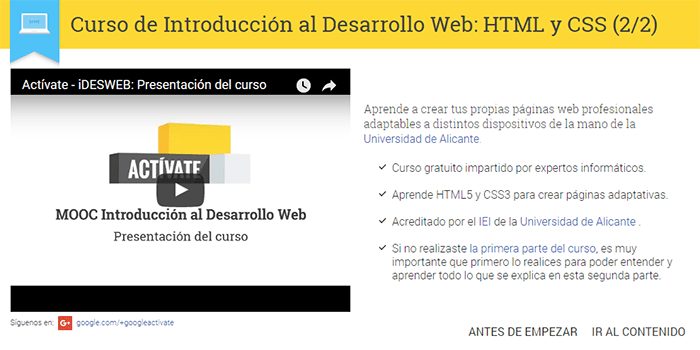 Curso de Introducción al Desarrollo Web: HTML y CSS (2/2)
Actívate - iDESWEB: Presentación del curso
ACTÍVATE
MOOC Introducción al Desarrollo Web
Presentación del curso
Síguenos en: G+ google.com/+googleactivate
Aprende a crear tus propias páginas web profesionales
adaptables a distintos dispositivos de la mano de la
Universidad de Alicante.
Curso gratuito impartido por expertos informáticos.
Aprende HTML5 y CSS3 para crear páginas adaptativas.
Acreditado por el IEI de la Universidad de Alicante .
Si no realizaste la primera parte del curso, es muy
importante que primero lo realices para poder entender y
aprender todo lo que se explica en esta segunda parte.
ANTES DE EMPEZAR IR AL CONTENIDO